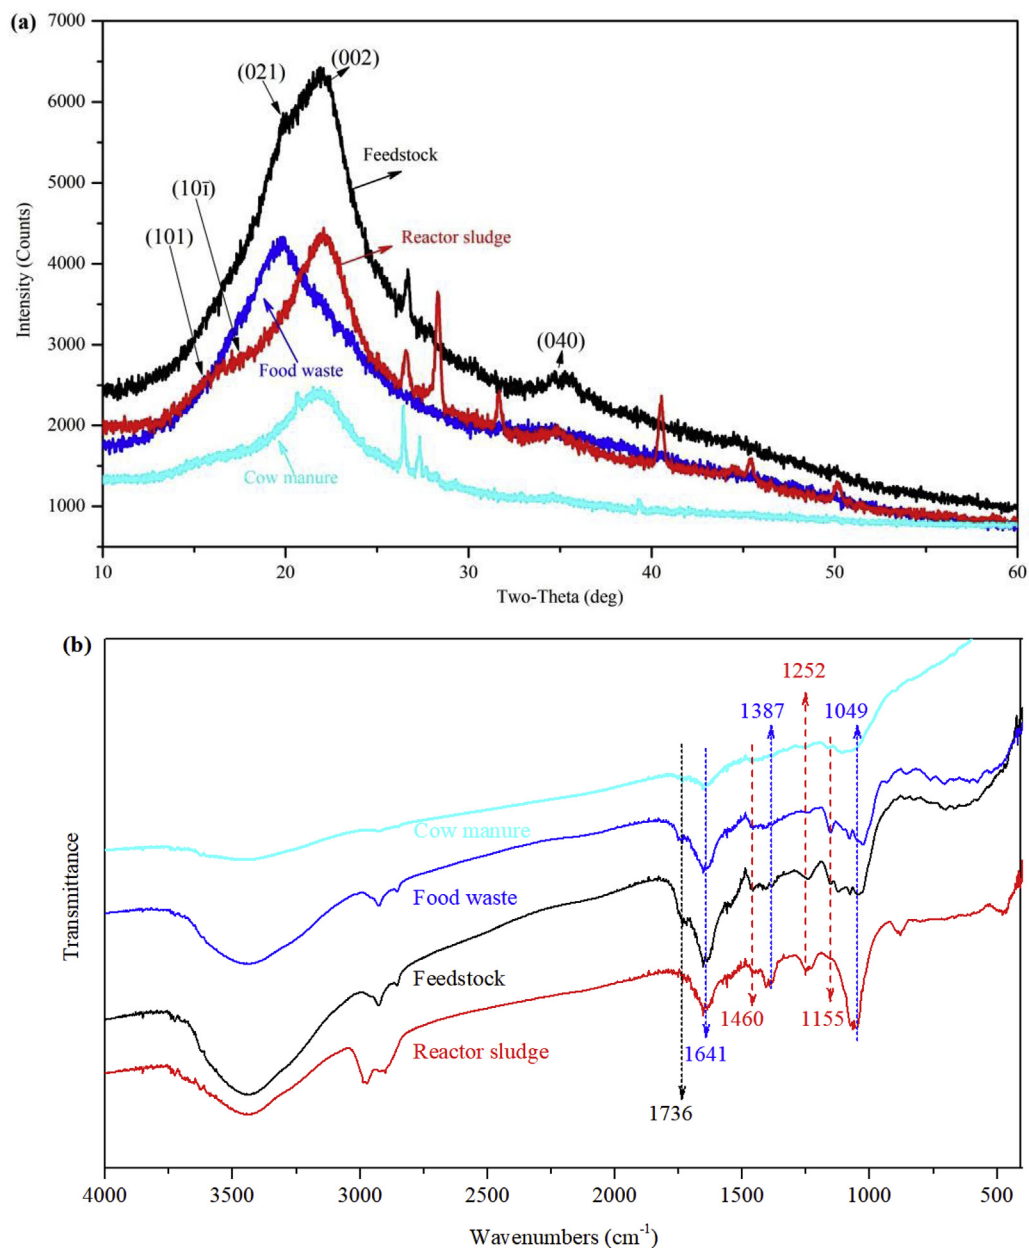 (a)
7000
6000
5000
4000
3000
2000
1000
Intensity (Counts)
(021)
(002)
Feedstock
(10ī)
(101)
Reactor sludge
(040)
Food waste
Cow manure
10
20
30
40
50
60
Two-Theta (deg)
(b)
1252
1387
1049
Cow manure
Food waste
Feedstock
Reactor sludge
1460
1155
1641
1736
Transmittance
4000
3500
3000
2500
2000
1500
1000
500
Wavenumbers (cm⁻¹)